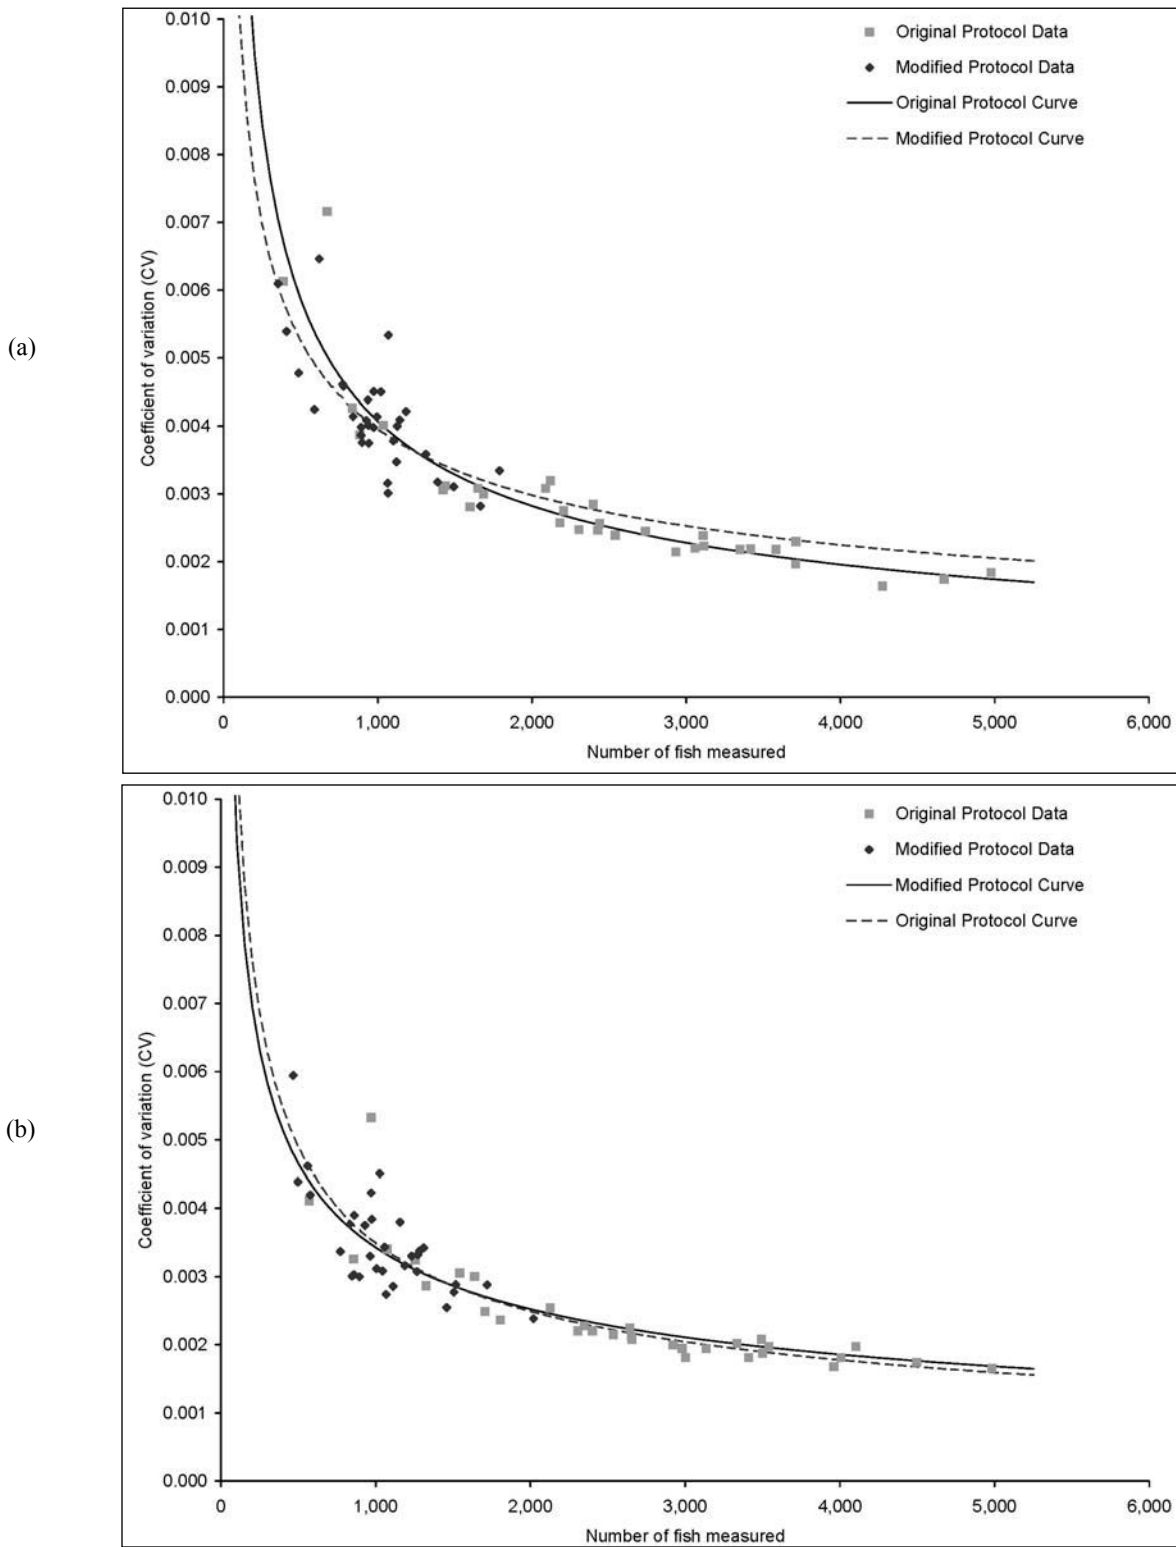 (a)
Coefficient of variation (CV)
0.010
0.009
0.008
0.007
0.006
0.005
0.004
0.003
0.002
0.001
0.000
0 1,000 2,000 3,000 4,000 5,000 6,000
Number of fish measured
Original Protocol Data
Modified Protocol Data
Original Protocol Curve
Modified Protocol Curve
(b)
Coefficient of variation (CV)
0.010
0.009
0.008
0.007
0.006
0.005
0.004
0.003
0.002
0.001
0.000
0 1,000 2,000 3,000 4,000 5,000 6,000
Number of fish measured
Original Protocol Data
Modified Protocol Data
Modified Protocol Curve
Original Protocol Curve